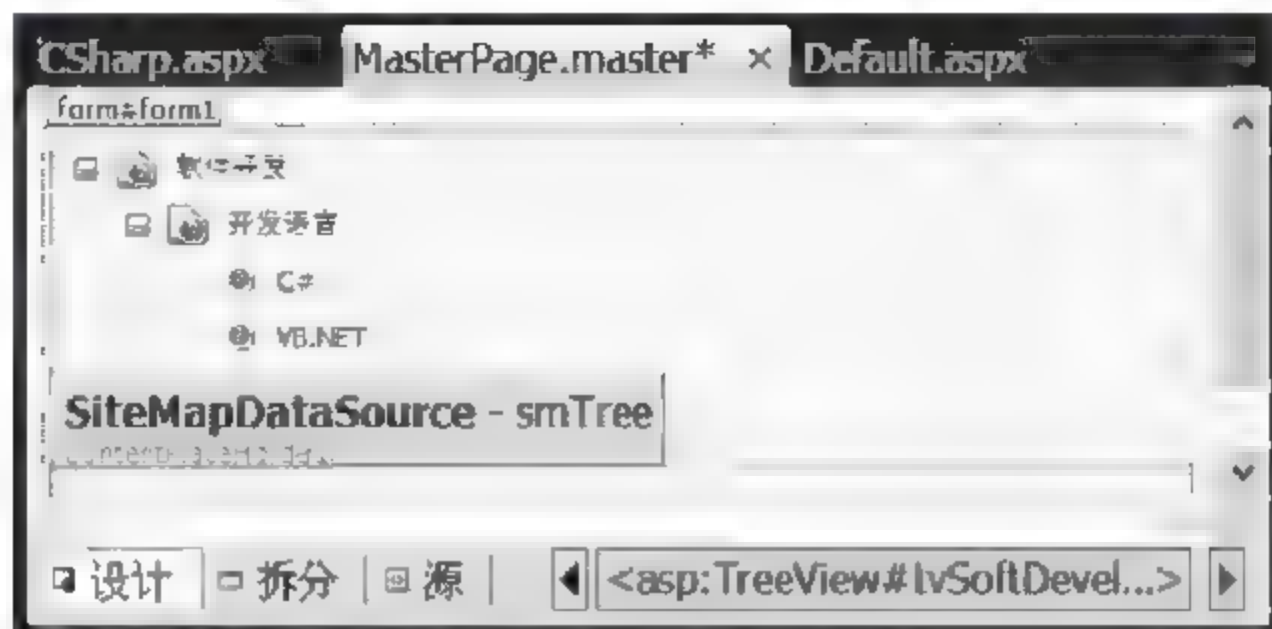 CSharp.aspx* MasterPage.master* × Default.aspx*
form#form1
软件开发
开发语言
C#
VB.NET
SiteMapDataSource - smTree
设计 拆分 源 <asp:TreeView#tvSoftDevel...>